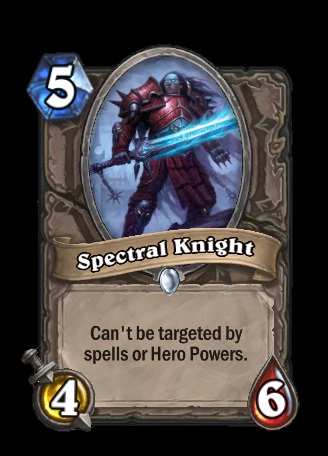 5
Spectral Knight
Can't be targeted by
spells or Hero Powers.
4
6